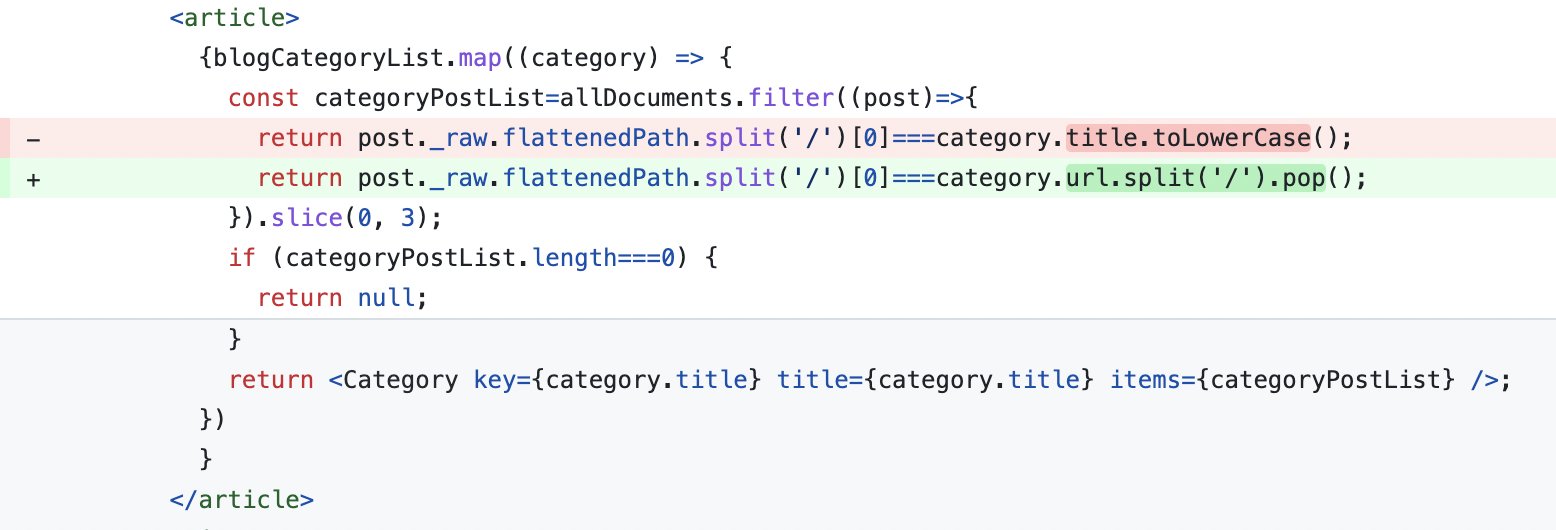 <article>
{blogCategoryList.map((category) => {
const categoryPostList=allDocuments.filter((post)=>{
− return post._raw.flattenedPath.split('/')[0]===category.title.toLowerCase();
+ return post._raw.flattenedPath.split('/')[0]===category.url.split('/').pop();
}).slice(0, 3);
if (categoryPostList.length===0) {
return null;
}
return <Category key={category.title} title={category.title} items={categoryPostList} />;
})
}
</article>